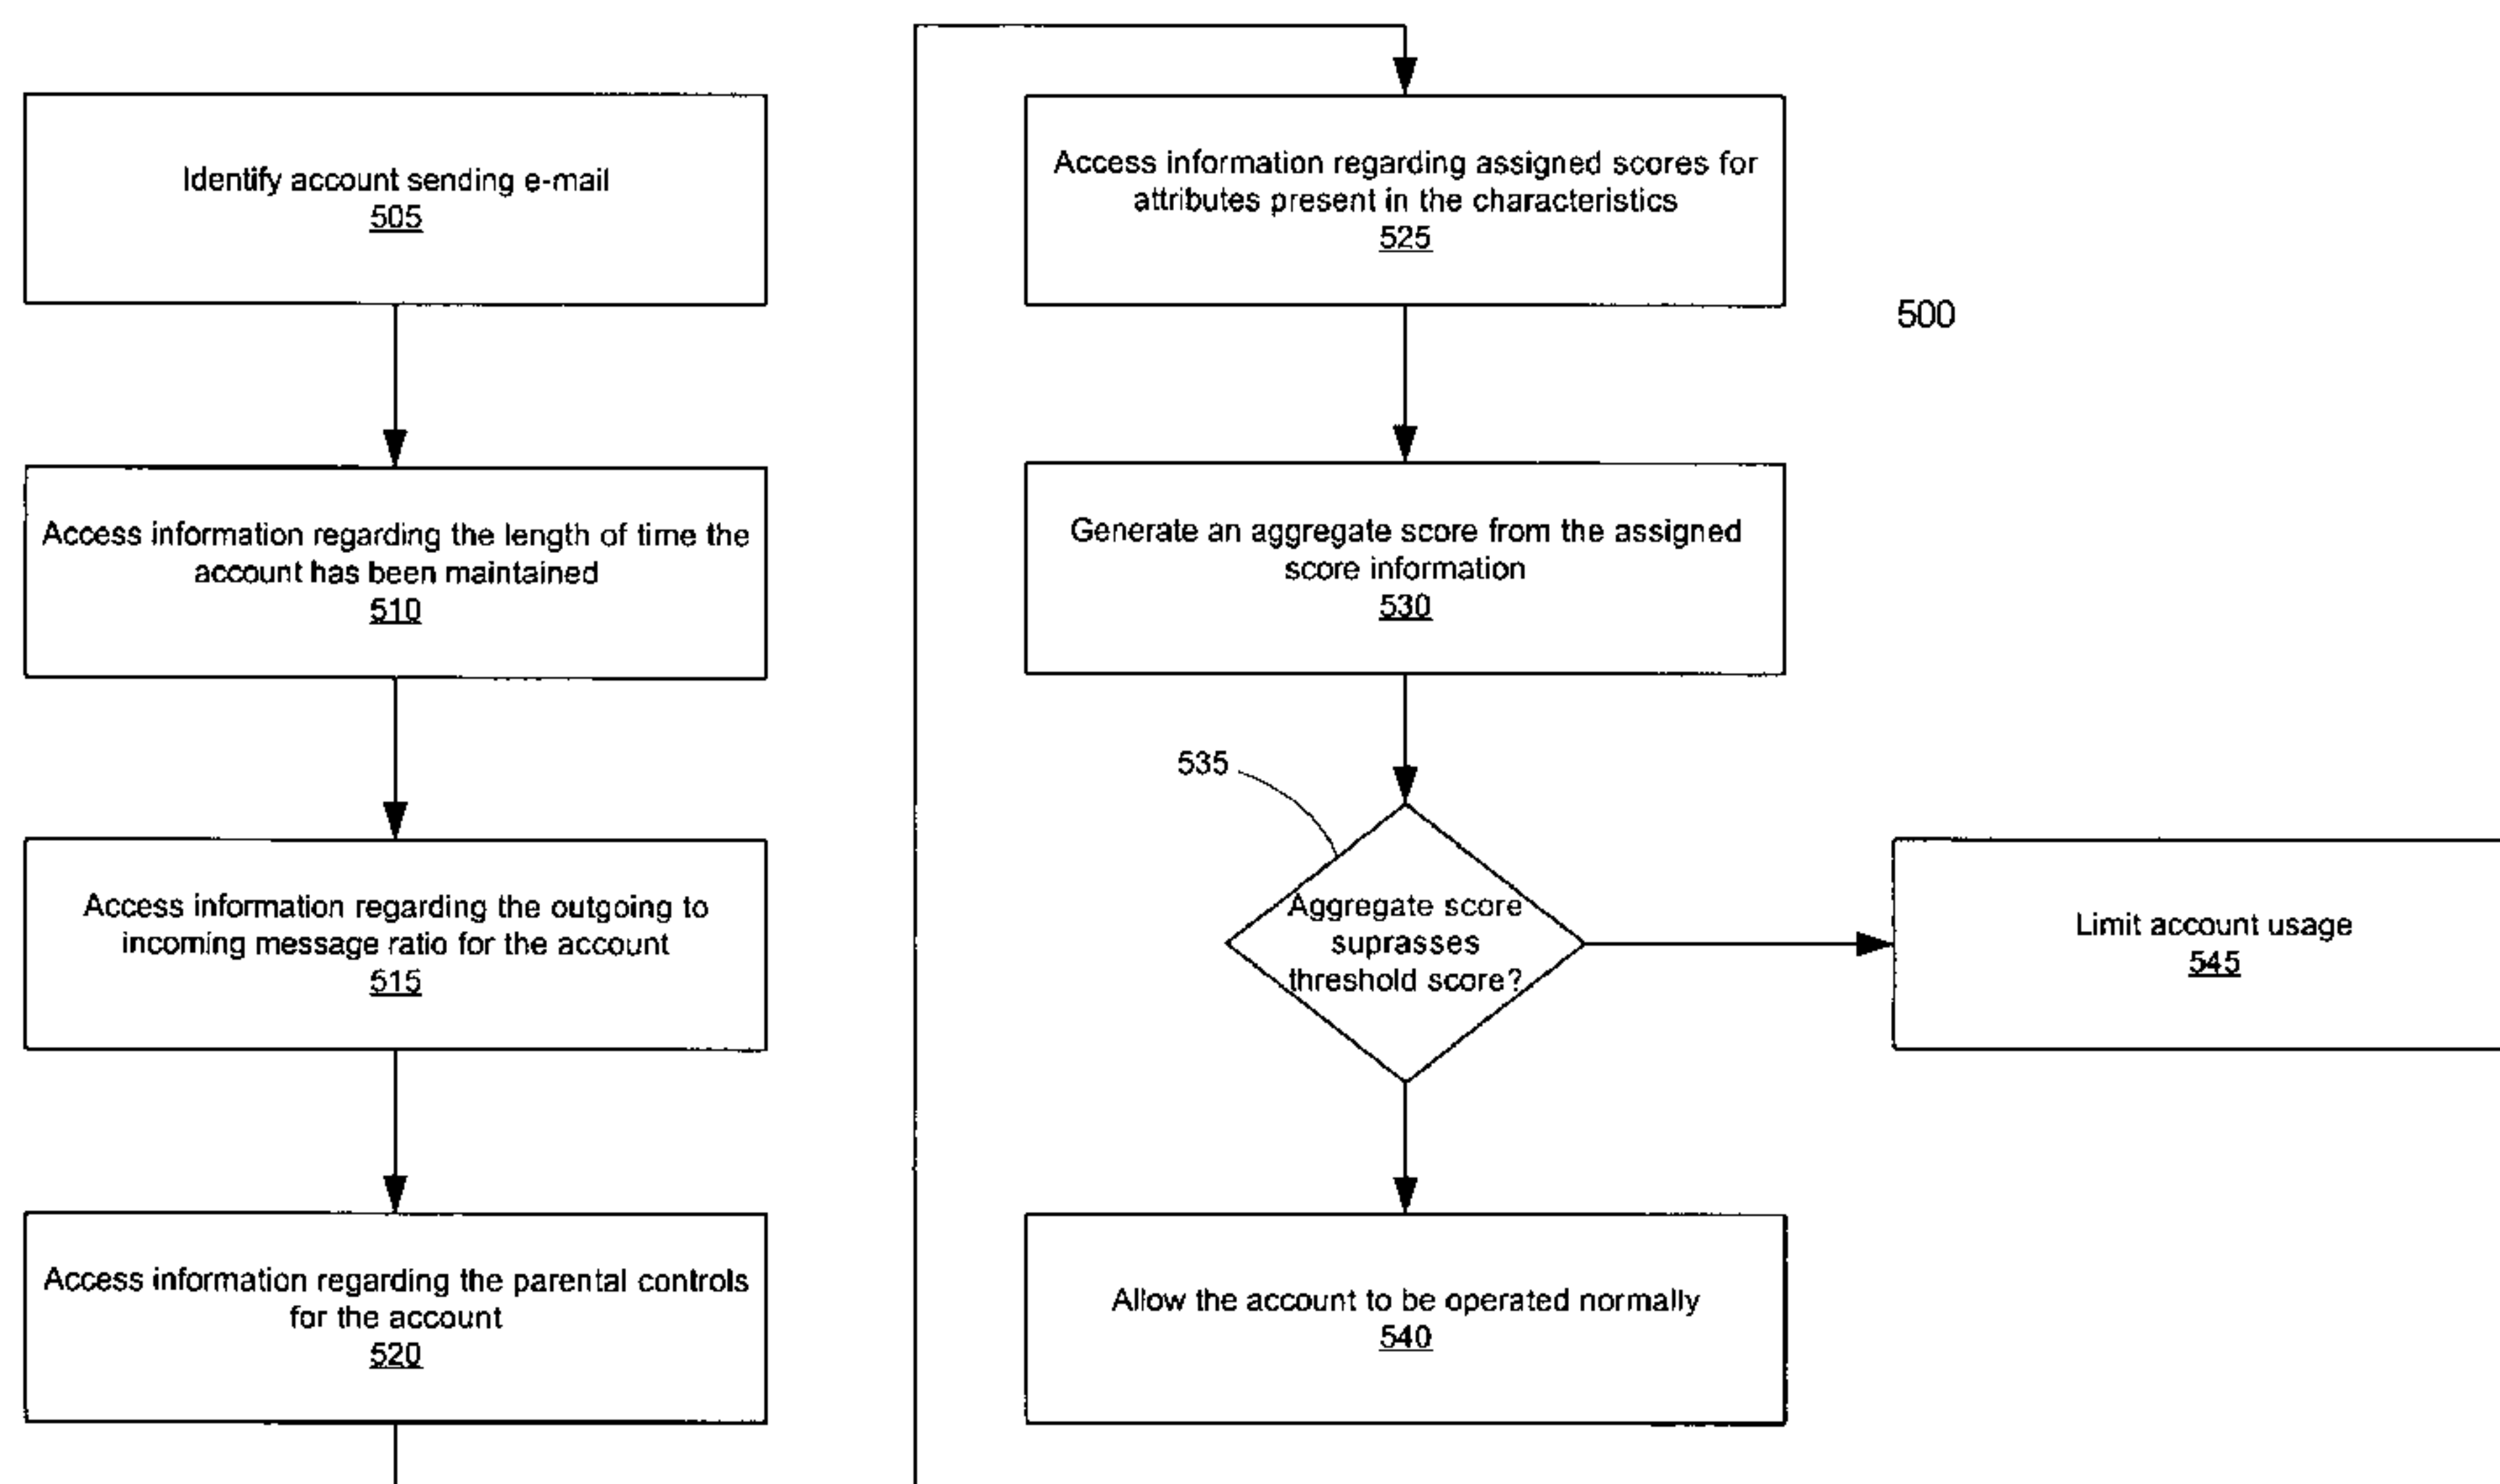 Identify account sending e-mail
505
Access information regarding the length of time the
account has been maintained
510
Access information regarding the outgoing to
incoming message ratio for the account
515
Access information regarding the parental controls
for the account
520
Access information regarding assigned scores for
attributes present in the characteristics
525
500
Generate an aggregate score from the assigned
score information
530
535
Aggregate score
suprasses
threshold score?
Limit account usage
545
Allow the account to be operated normally
540